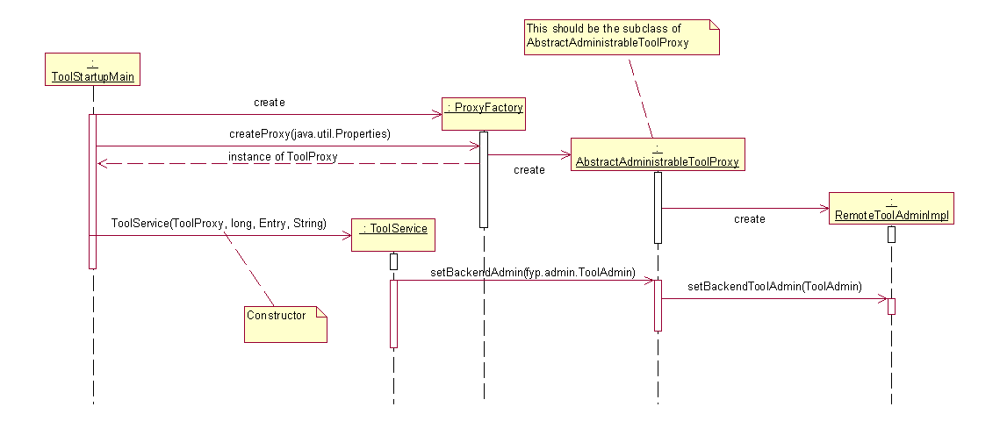 This should be the subclass of
AbstractAdministrableToolProxy
:
ToolStartupMain
create
: ProxyFactory
createProxy(java.util.Properties)
instance of ToolProxy
create
:
AbstractAdministrableToolProxy
create
:
RemoteToolAdminImpl
ToolService(ToolProxy, long, Entry, String)
: ToolService
setBackendAdmin(fyp.admin.ToolAdmin)
setBackendToolAdmin(ToolAdmin)
Constructor